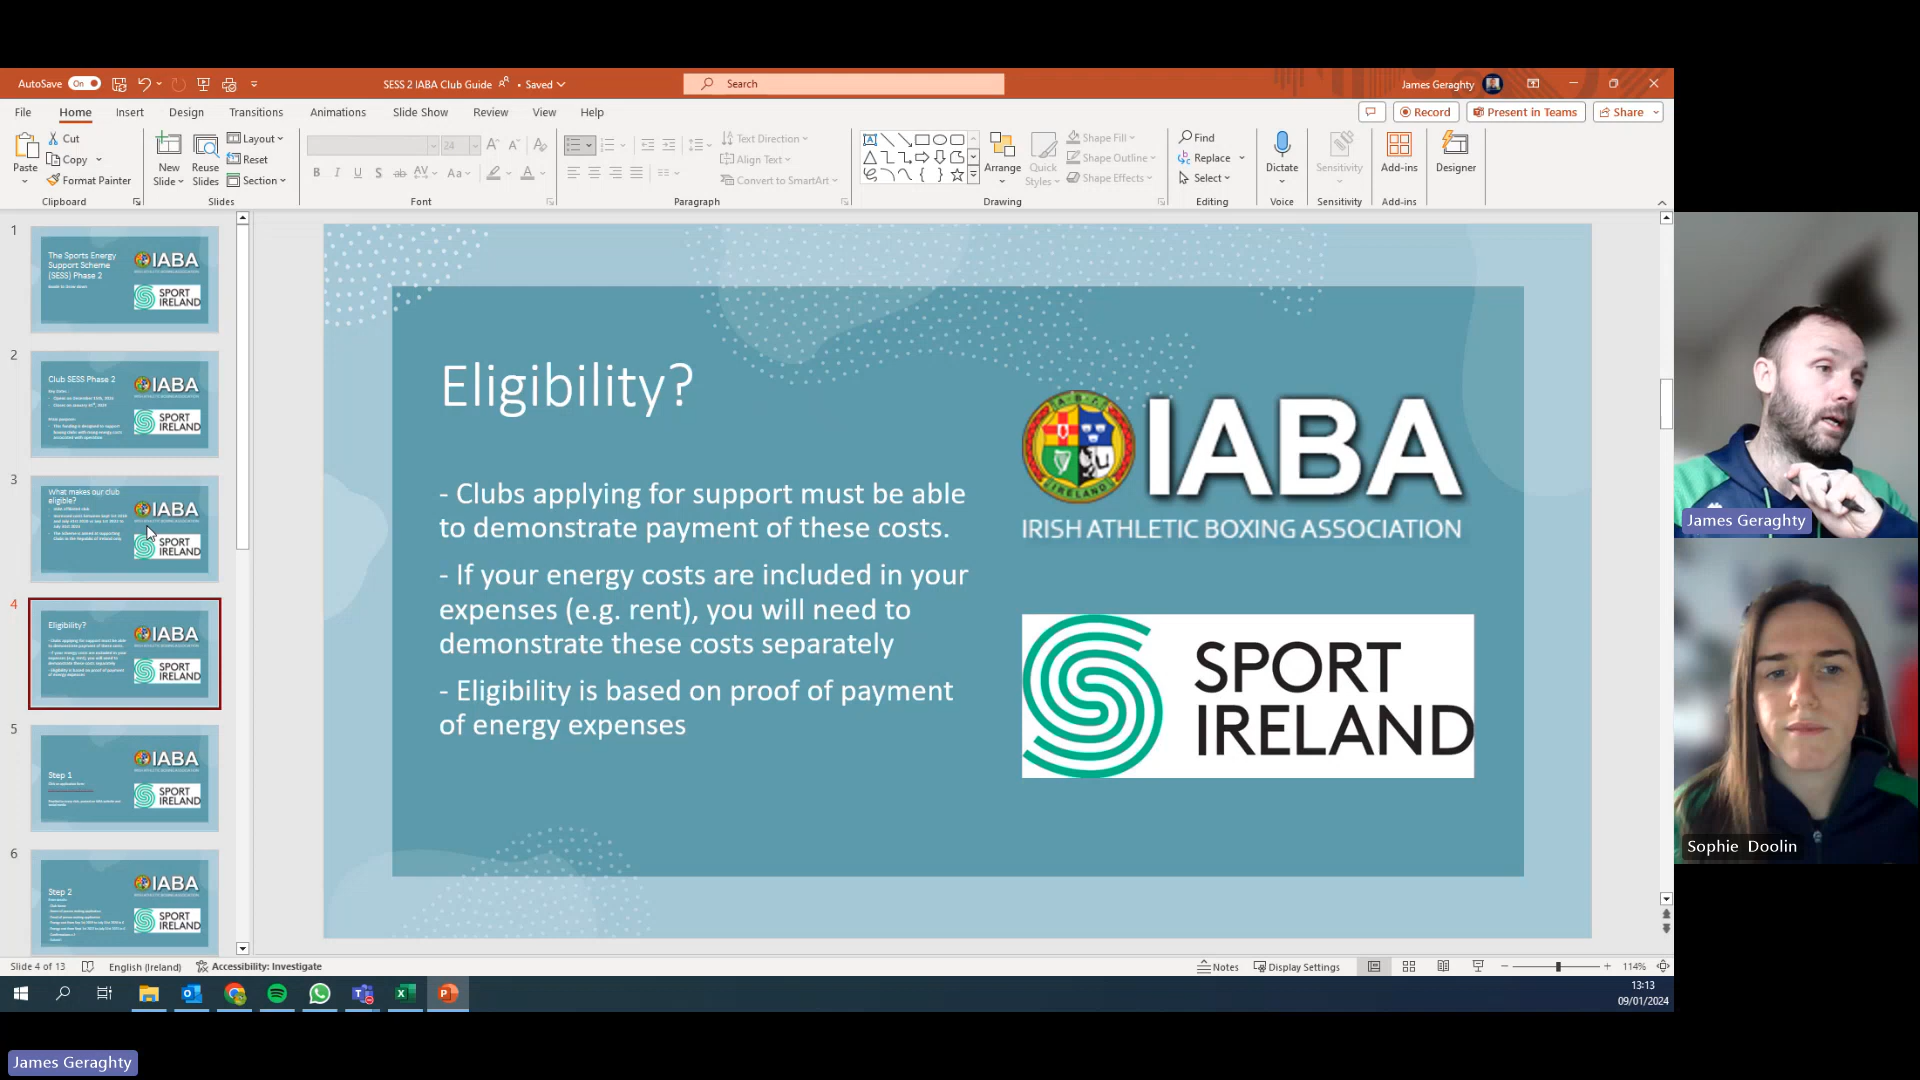 AutoSave On
SESS 2 IABA Club Guide • Saved
Search
James Geraghty
File Home Insert Design Transitions Animations Slide Show Review View Help
Record
Present in Teams
Share
Paste
Cut
Copy
Format Painter
Clipboard
New Slide
Reuse Slides
Layout
Reset
Section
Slides
24
Font
Text Direction
Align Text
Convert to SmartArt
Paragraph
Arrange
Quick Styles
Shape Fill
Shape Outline
Shape Effects
Drawing
Find
Replace
Select
Editing
Dictate
Voice
Sensitivity
Sensitivity
Add-ins
Add-ins
Designer
1
The Sports Energy
Support Scheme
(SESS) Phase 2
IABA
SPORT
IRELAND
2
Club SESS Phase 2
IABA
SPORT
IRELAND
3
What makes our club
eligible?
IABA
SPORT
IRELAND
4
Eligibility?
IABA
SPORT
IRELAND
5
Step 1
IABA
SPORT
IRELAND
6
Step 2
IABA
SPORT
IRELAND
Eligibility?
- Clubs applying for support must be able
to demonstrate payment of these costs.
- If your energy costs are included in your
expenses (e.g. rent), you will need to
demonstrate these costs separately
- Eligibility is based on proof of payment
of energy expenses
IABA
IRISH ATHLETIC BOXING ASSOCIATION
SPORT
IRELAND
James Geraghty
Sophie Doolin
Slide 4 of 13
English (Ireland)
Accessibility: Investigate
Notes
Display Settings
114%
13:13
09/01/2024
James Geraghty